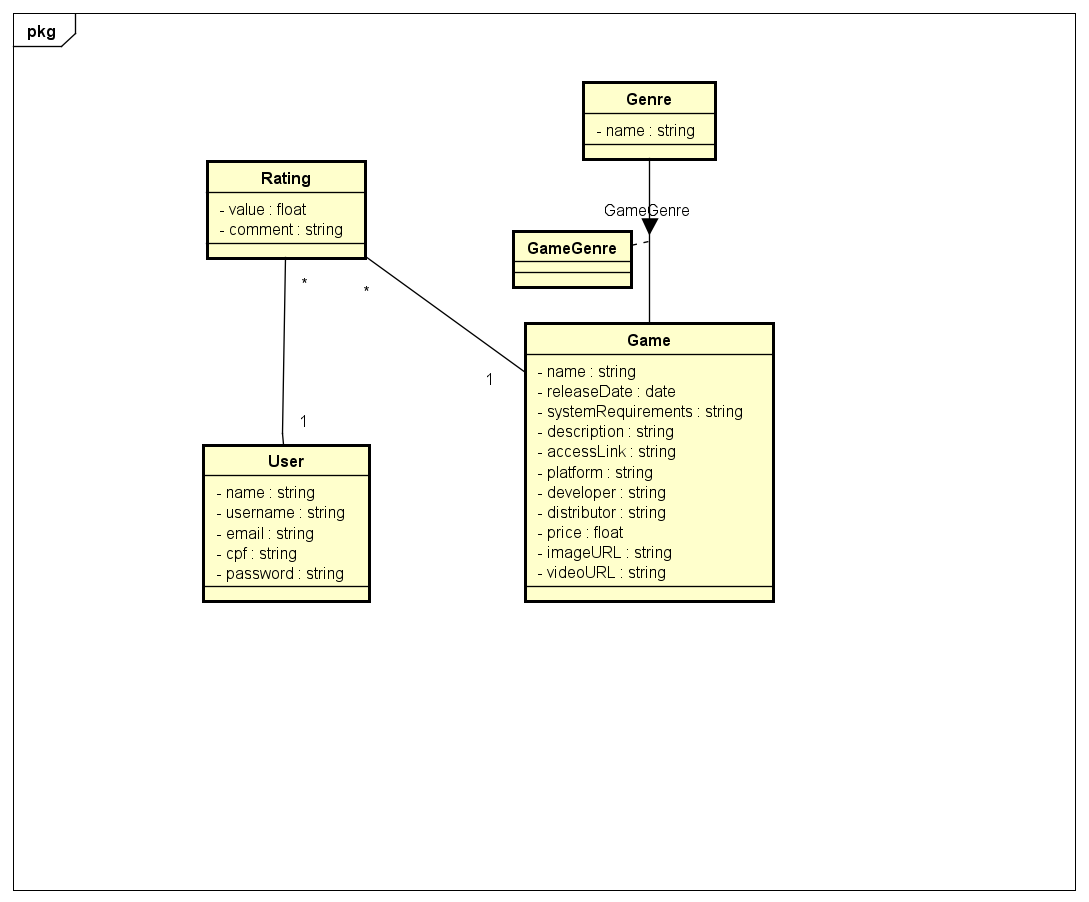 pkg
Genre
- name : string
GameGenre
GameGenre
Rating
- value : float
- comment : string
*
*
1
1
User
- name : string
- username : string
- email : string
- cpf : string
- password : string
Game
- name : string
- releaseDate : date
- systemRequirements : string
- description : string
- accessLink : string
- platform : string
- developer : string
- distributor : string
- price : float
- imageURL : string
- videoURL : string